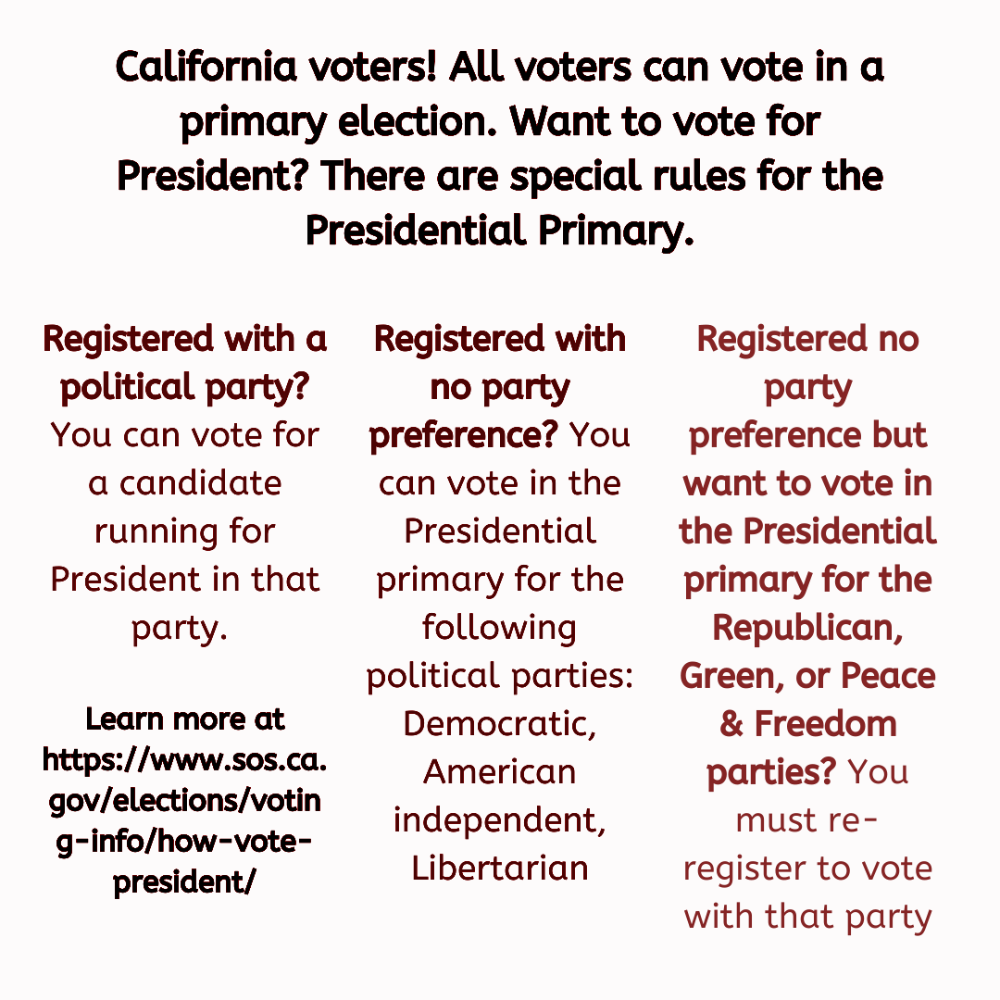 California voters! All voters can vote in a
primary election. Want to vote for
President? There are special rules for the
Presidential Primary.
Registered with a
political party?
You can vote for
a candidate
running for
President in that
party.
Learn more at
https://www.sos.ca.
gov/elections/votin
g-info/how-vote-
president/
Registered with
no party
preference? You
can vote in the
Presidential
primary for the
following
political parties:
Democratic,
American
independent,
Libertarian
Registered no
party
preference but
want to vote in
the Presidential
primary for the
Republican,
Green, or Peace
& Freedom
parties? You
must re-
register to vote
with that party